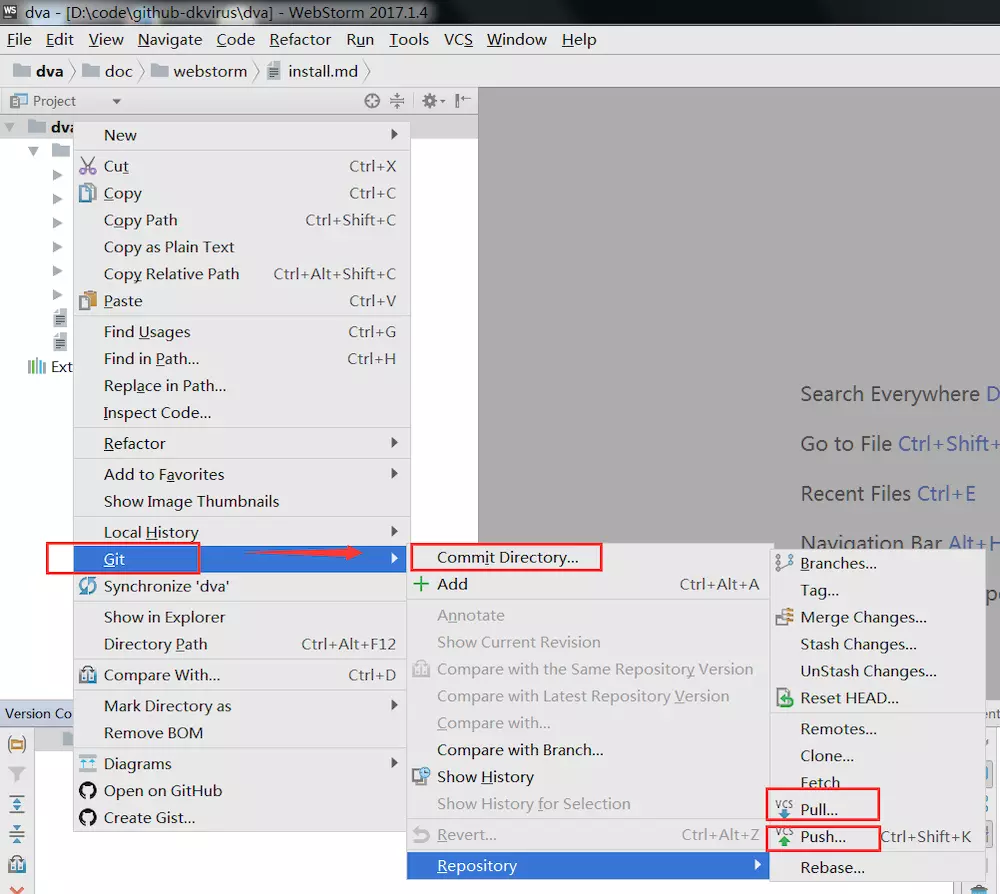 WS dva - [D:\code\github-dkvirus\dva] - WebStorm 2017.1.4
File Edit View Navigate Code Refactor Run Tools VCS Window Help
dva doc webstorm install.md
Project
dva
New
Cut Ctrl+X
Copy Ctrl+C
Copy Path Ctrl+Shift+C
Copy as Plain Text
Copy Relative Path Ctrl+Alt+Shift+C
Paste Ctrl+V
Find Usages Ctrl+G
Find in Path... Ctrl+H
Replace in Path...
Inspect Code...
Refactor
Add to Favorites
Show Image Thumbnails
Local History
Git
Synchronize 'dva'
Show in Explorer
Directory Path Ctrl+Alt+F12
Compare With... Ctrl+D
Mark Directory as
Remove BOM
Diagrams
Open on GitHub
Create Gist...
Ext
Version Co
Commit Directory...
Add Ctrl+Alt+A
Annotate
Show Current Revision
Compare with the Same Repository Version
Compare with Latest Repository Version
Compare with...
Compare with Branch...
Show History
Show History for Selection
Revert... Ctrl+Alt+Z
Repository
Branches...
Tag...
Merge Changes...
Stash Changes...
UnStash Changes...
Reset HEAD...
Remotes...
Clone...
Fetch
VCS Pull...
VCS Push... Ctrl+Shift+K
Rebase...
Search Everywhere D
Go to File Ctrl+Shift+
Recent Files Ctrl+E
Navigation Bar Alt+H